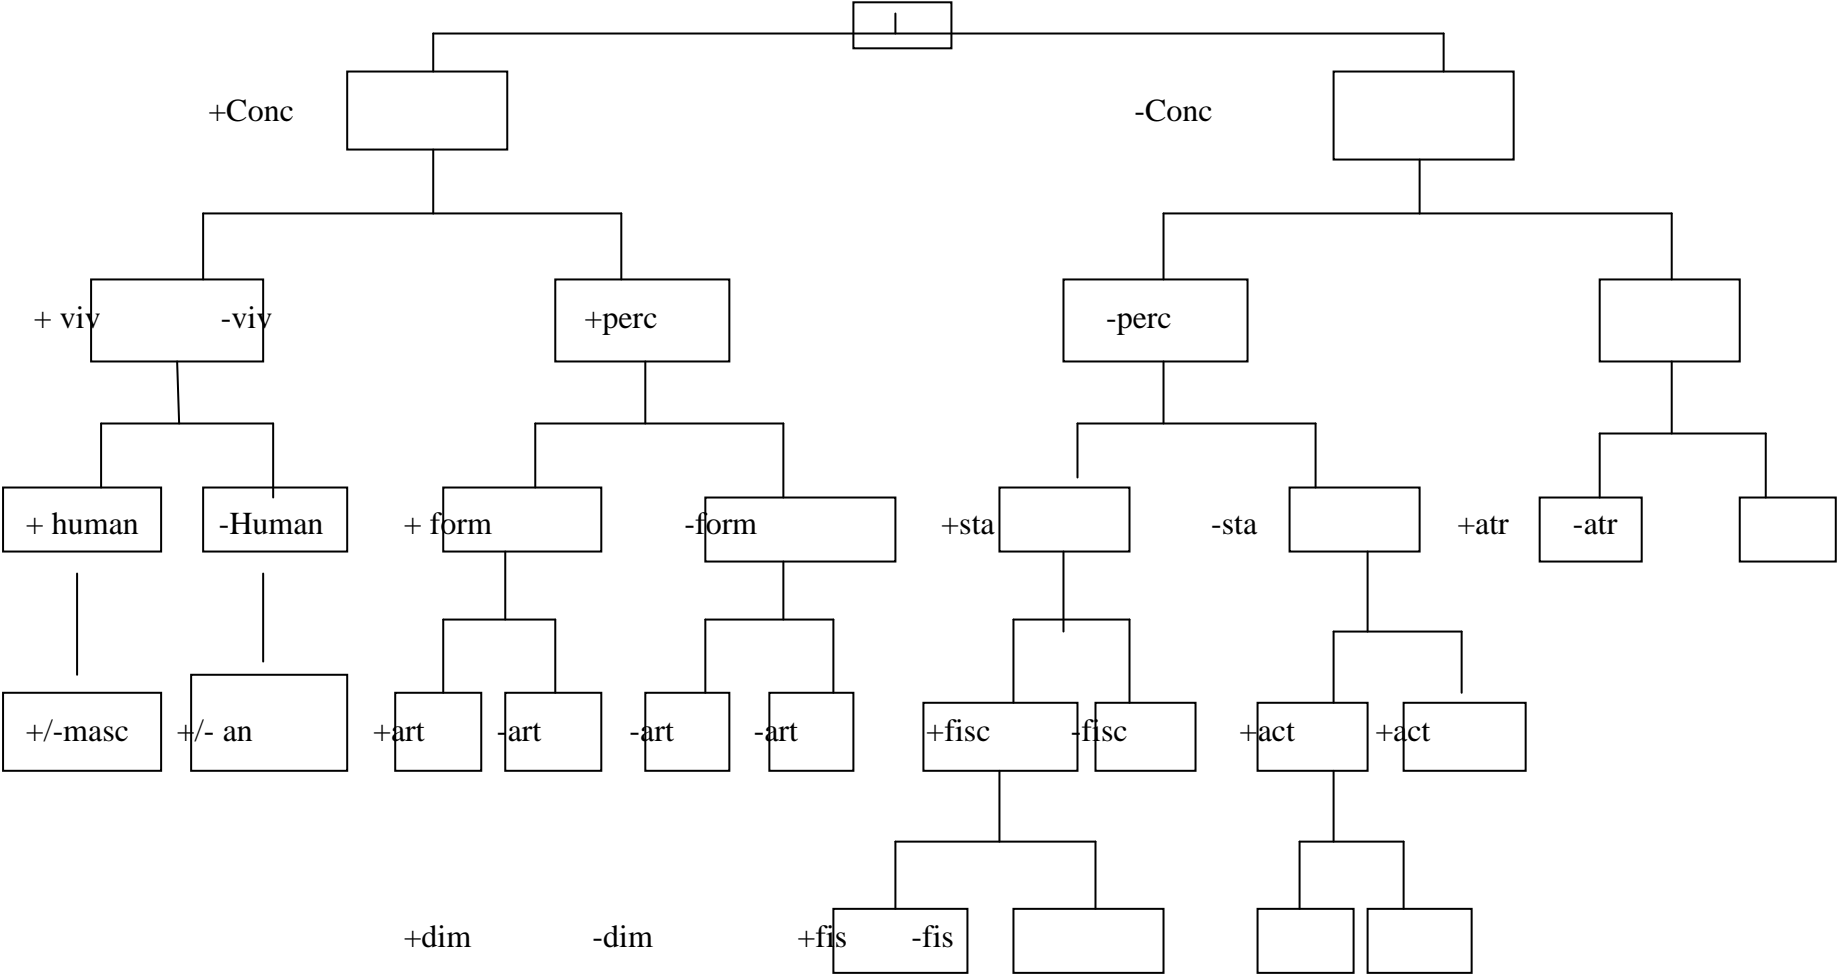 +Conc -Conc
+ viv -viv +perc -perc
+ human -Human + form -form +sta -sta +atr -atr
+/-masc +/- an +art -art -art -art +fisc -fisc +act +act
+dim -dim +fis -fis